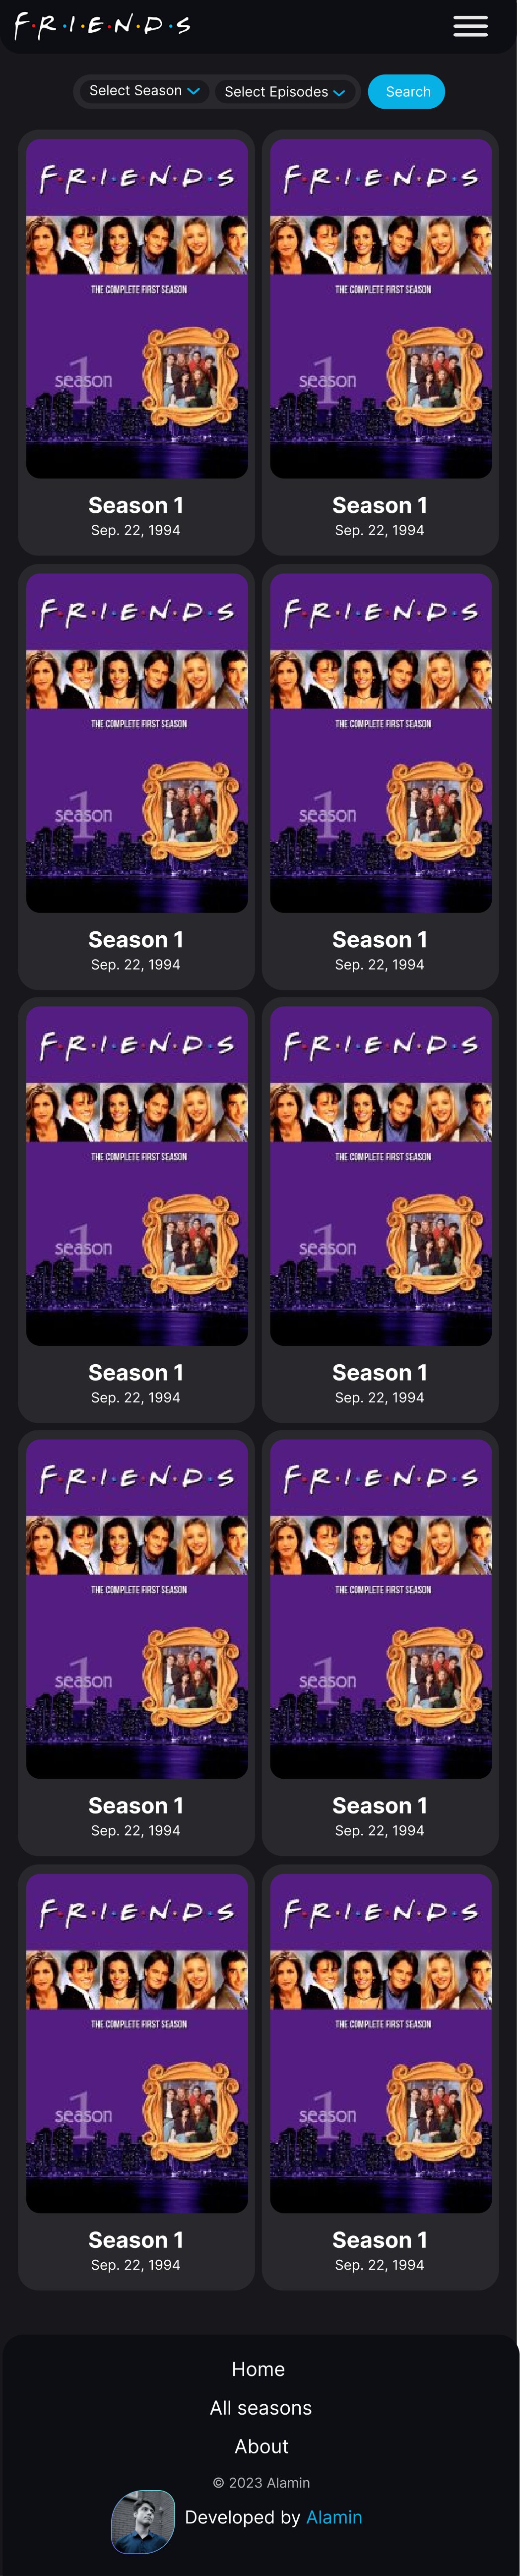 F·R·I·E·N·D·S
Select Season
Select Episodes
Search
F·R·I·E·N·D·S
THE COMPLETE FIRST SEASON
season 1
Season 1
Sep. 22, 1994
F·R·I·E·N·D·S
THE COMPLETE FIRST SEASON
season 1
Season 1
Sep. 22, 1994
F·R·I·E·N·D·S
THE COMPLETE FIRST SEASON
season 1
Season 1
Sep. 22, 1994
F·R·I·E·N·D·S
THE COMPLETE FIRST SEASON
season 1
Season 1
Sep. 22, 1994
F·R·I·E·N·D·S
THE COMPLETE FIRST SEASON
season 1
Season 1
Sep. 22, 1994
F·R·I·E·N·D·S
THE COMPLETE FIRST SEASON
season 1
Season 1
Sep. 22, 1994
F·R·I·E·N·D·S
THE COMPLETE FIRST SEASON
season 1
Season 1
Sep. 22, 1994
F·R·I·E·N·D·S
THE COMPLETE FIRST SEASON
season 1
Season 1
Sep. 22, 1994
F·R·I·E·N·D·S
THE COMPLETE FIRST SEASON
season 1
Season 1
Sep. 22, 1994
F·R·I·E·N·D·S
THE COMPLETE FIRST SEASON
season 1
Season 1
Sep. 22, 1994
Home
All seasons
About
© 2023 Alamin
Developed by Alamin